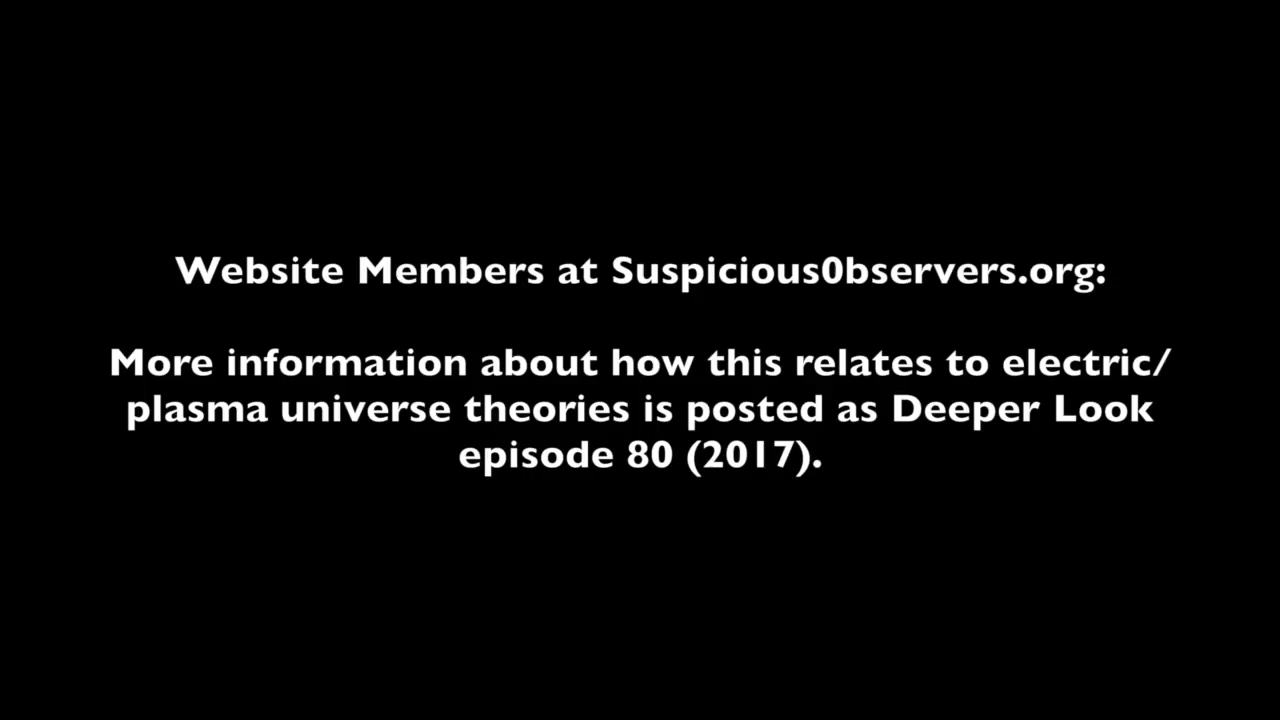 Website Members at Suspicious0bservers.org:
More information about how this relates to electric/
plasma universe theories is posted as Deeper Look
episode 80 (2017).